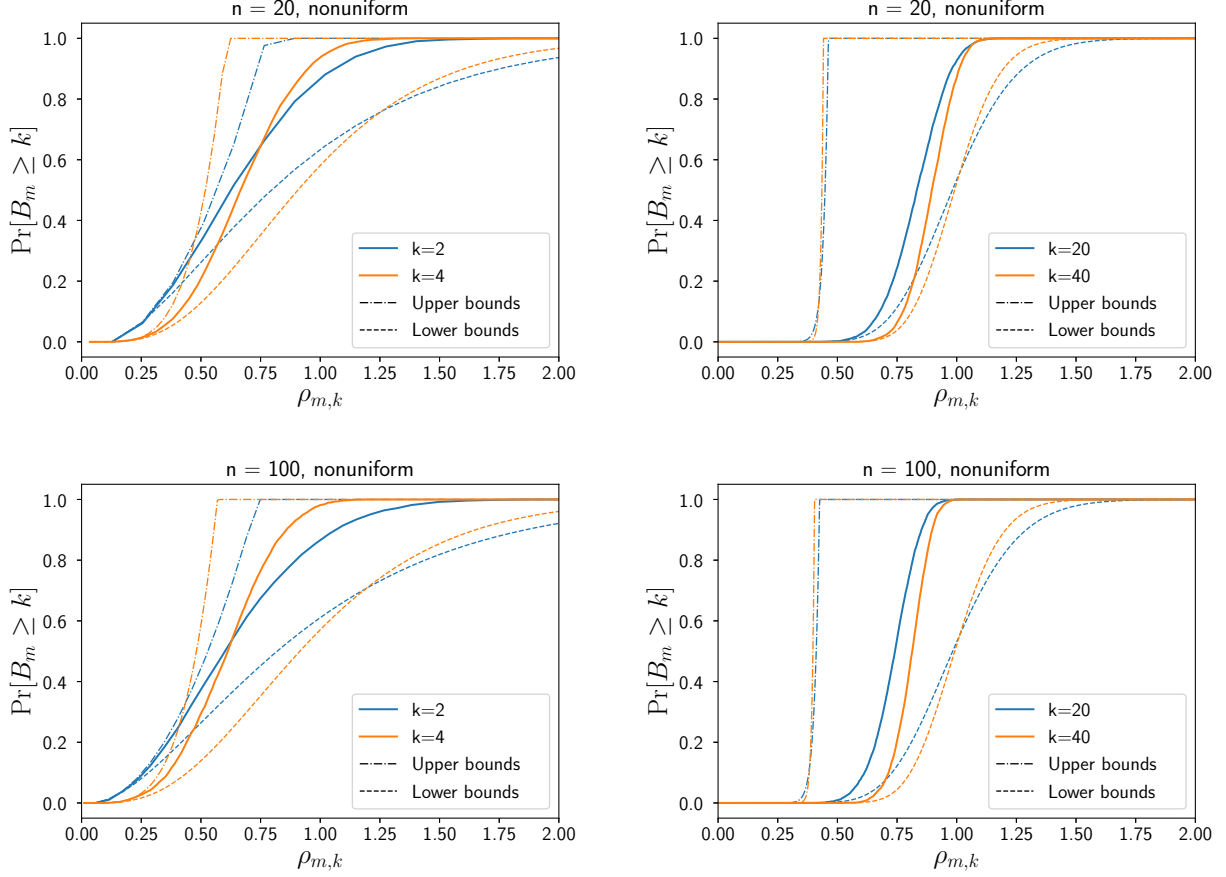 n = 20, nonuniform
1.0
0.8
0.6
0.4
0.2
0.0
Pr[B_m ≥ k]
k=2
k=4
Upper bounds
Lower bounds
0.00 0.25 0.50 0.75 1.00 1.25 1.50 1.75 2.00
ρ_{m,k}
n = 20, nonuniform
1.0
0.8
0.6
0.4
0.2
0.0
Pr[B_m ≥ k]
k=20
k=40
Upper bounds
Lower bounds
0.00 0.25 0.50 0.75 1.00 1.25 1.50 1.75 2.00
ρ_{m,k}
n = 100, nonuniform
1.0
0.8
0.6
0.4
0.2
0.0
Pr[B_m ≥ k]
k=2
k=4
Upper bounds
Lower bounds
0.00 0.25 0.50 0.75 1.00 1.25 1.50 1.75 2.00
ρ_{m,k}
n = 100, nonuniform
1.0
0.8
0.6
0.4
0.2
0.0
Pr[B_m ≥ k]
k=20
k=40
Upper bounds
Lower bounds
0.00 0.25 0.50 0.75 1.00 1.25 1.50 1.75 2.00
ρ_{m,k}